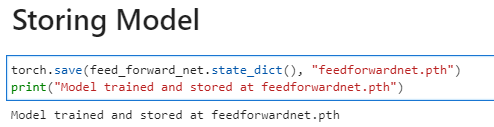 Storing Model
torch.save(feed_forward_net.state_dict(), "feedforwardnet.pth")
print("Model trained and stored at feedforwardnet.pth")
Model trained and stored at feedforwardnet.pth